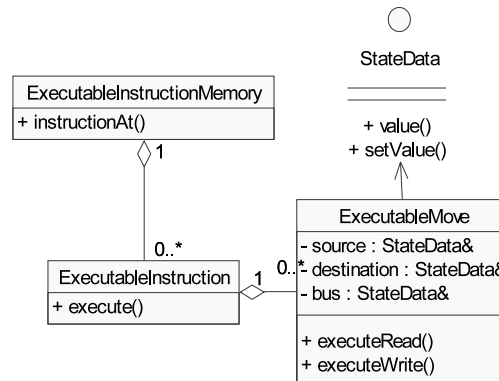 StateData
ExecutableInstructionMemory
+ instructionAt()
+ value()
+ setValue()
1
0..*
ExecutableInstruction
+ execute()
1
0..*
ExecutableMove
- source : StateData&
- destination : StateData&
- bus : StateData&
+ executeRead()
+ executeWrite()